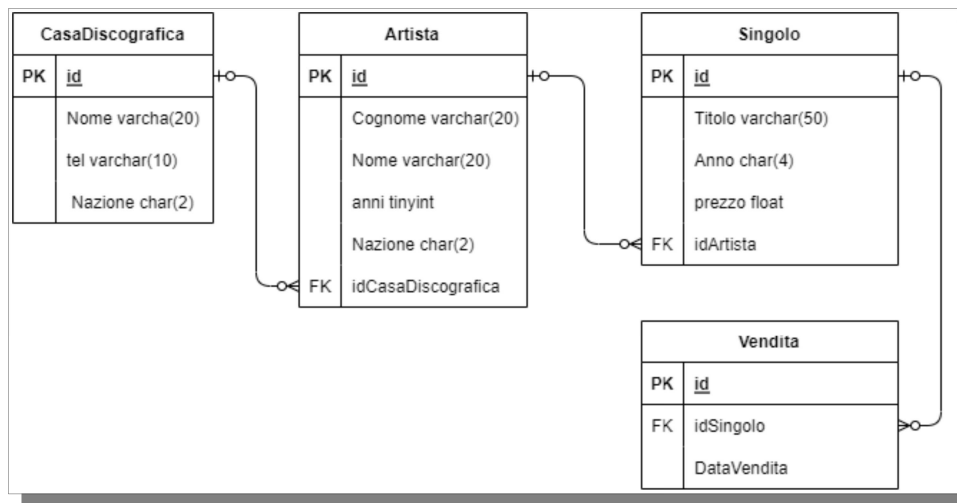 CasaDiscografica
PK id
Nome varcha(20)
tel varchar(10)
Nazione char(2)
Artista
PK id
Cognome varchar(20)
Nome varchar(20)
anni tinyint
Nazione char(2)
FK idCasaDiscografica
Singolo
PK id
Titolo varchar(50)
Anno char(4)
prezzo float
FK idArtista
Vendita
PK id
FK idSingolo
DataVendita